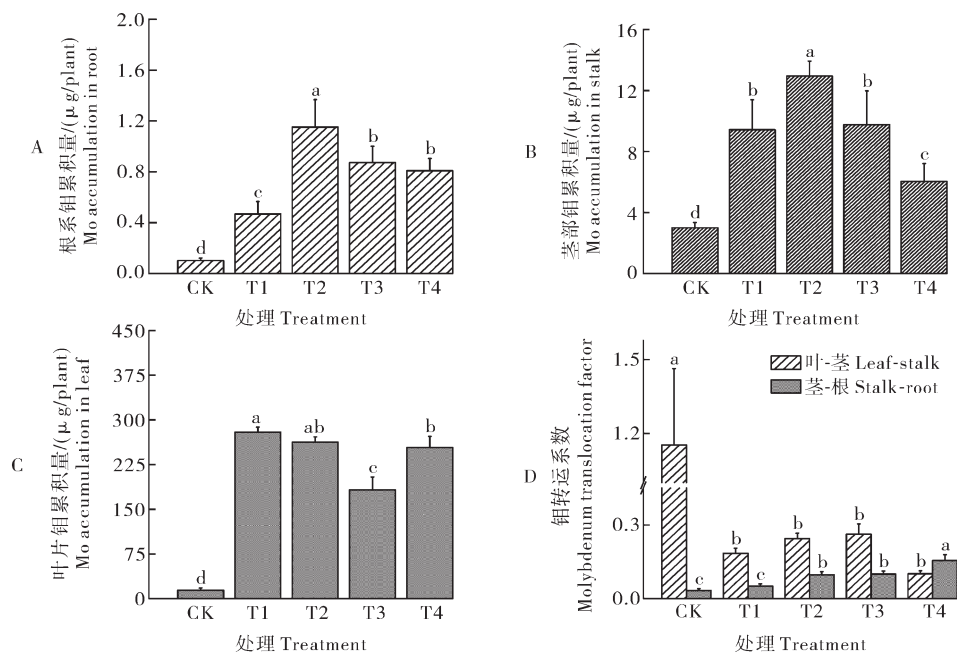 A
根系钼累积量/(μg/plant)
Mo accumulation in root
2.0
1.6
1.2
0.8
0.4
0.0
d
c
a
b
b
CK T1 T2 T3 T4
处理 Treatment
B
茎部钼累积量/(μg/plant)
Mo accumulation in stalk
16
12
8
4
0
d
b
a
b
c
CK T1 T2 T3 T4
处理 Treatment
C
叶片钼累积量/(μg/plant)
Mo accumulation in leaf
450
375
300
225
150
75
0
d
a
ab
c
b
CK T1 T2 T3 T4
处理 Treatment
D
钼转运系数
Molybdenum translocation factor
1.5
1.2
0.3
0.0
叶-茎 Leaf-stalk
茎-根 Stalk-root
a
c
b
c
b
b
b
b
b
a
CK T1 T2 T3 T4
处理 Treatment